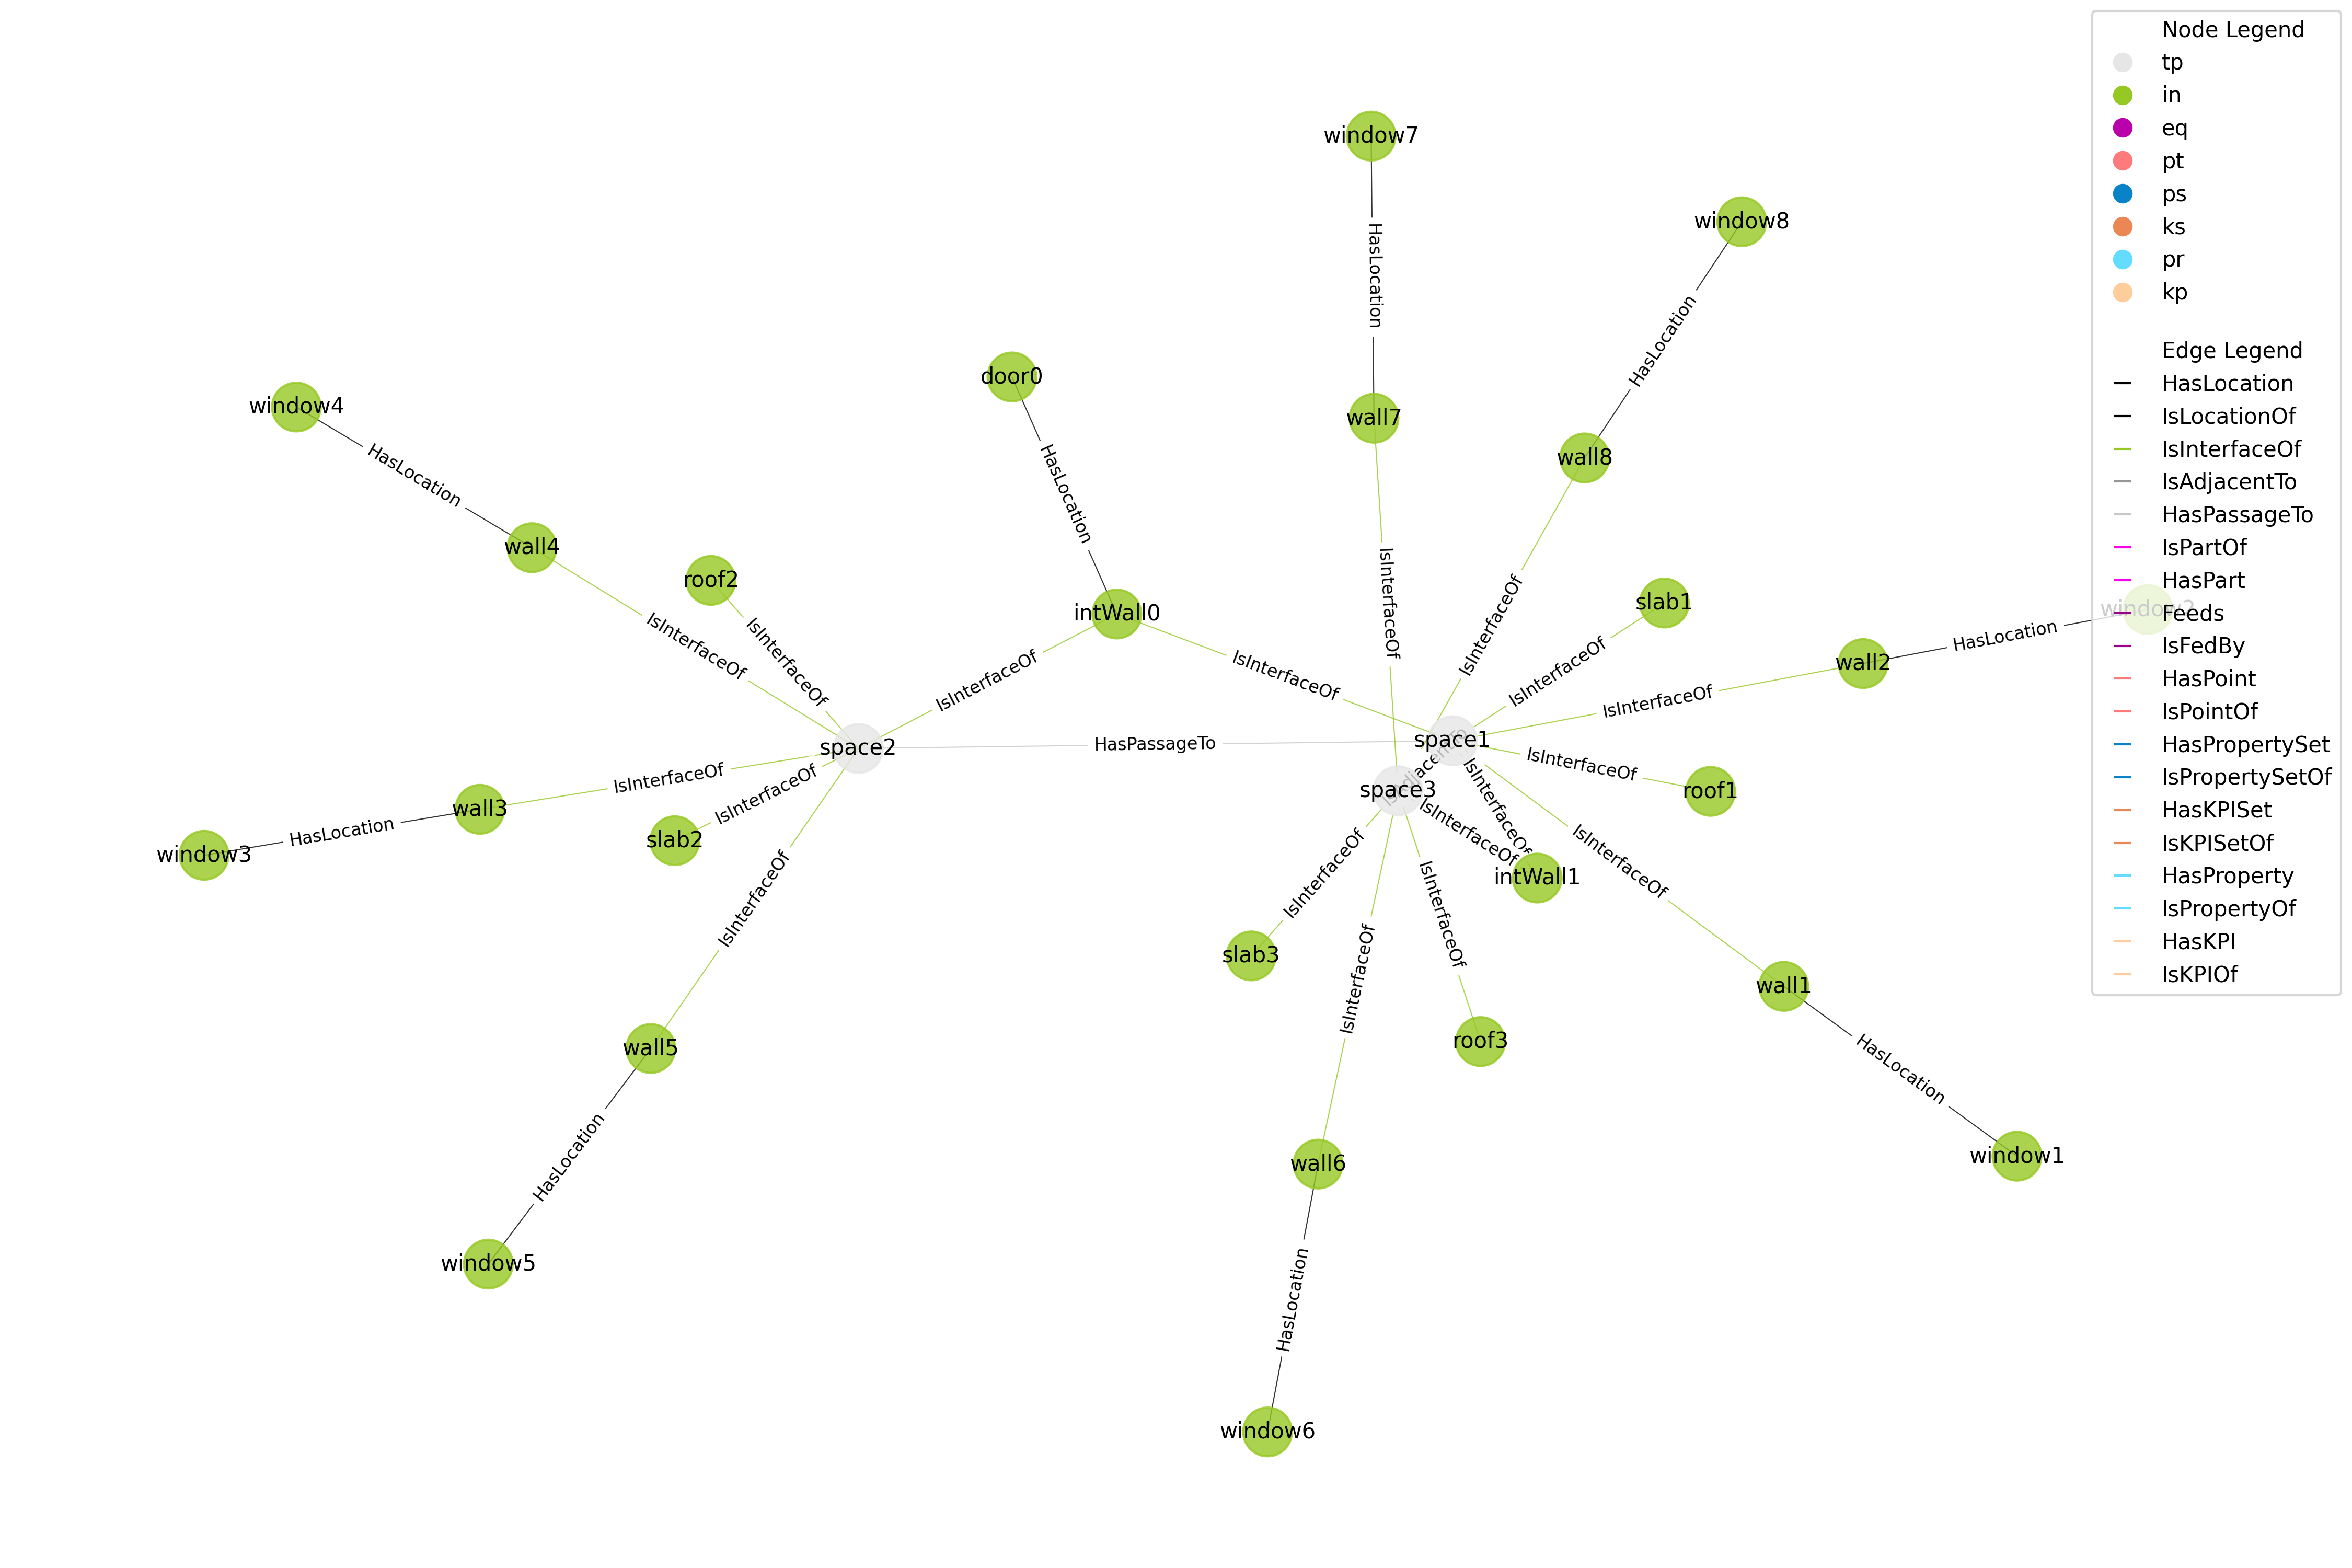 window7
window8
HasLocation
HasLocation
door0
window4
wall7
HasLocation
wall8
HasLocation
wall4
roof2
IsInterfaceOf
IsInterfaceOf
slab1
window2
intWall0
HasLocation
IsInterfaceOf
IsInterfaceOf
wall2
IsInterfaceOf
IsInterfaceOf
IsInterfaceOf
IsInterfaceOf
space2
HasPassageTo
space1
IsAdjacentTo
IsInterfaceOf
IsInterfaceOf
space3
roof1
wall3
IsInterfaceOf
IsInterfaceOf
IsInterfaceOf
HasLocation
slab2
window3
IsInterfaceOf
IsInterfaceOf
intWall1
IsInterfaceOf
IsInterfaceOf
IsInterfaceOf
slab3
IsInterfaceOf
wall1
wall5
roof3
HasLocation
HasLocation
wall6
window1
window5
HasLocation
window6
Node Legend
tp
in
eq
pt
ps
ks
pr
kp
Edge Legend
HasLocation
IsLocationOf
IsInterfaceOf
IsAdjacentTo
HasPassageTo
IsPartOf
HasPart
Feeds
IsFedBy
HasPoint
IsPointOf
HasPropertySet
IsPropertySetOf
HasKPISet
IsKPISetOf
HasProperty
IsPropertyOf
HasKPI
IsKPIOf